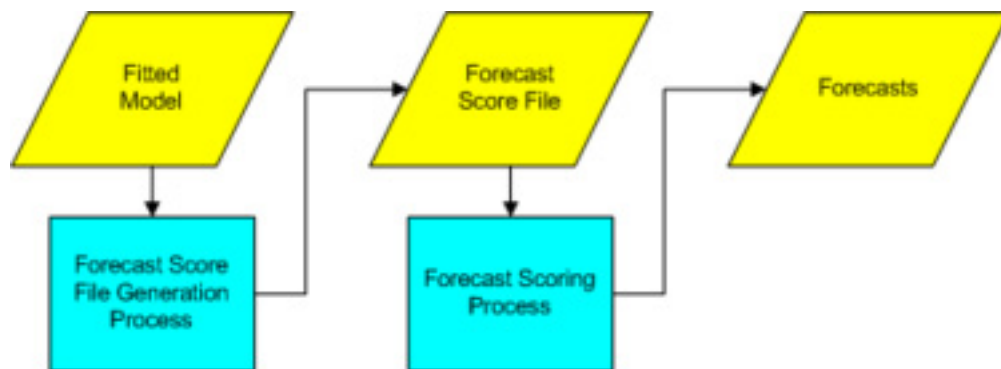 Fitted
Model
Forecast
Score File
Forecasts
Forecast Score
File Generation
Process
Forecast Scoring
Process